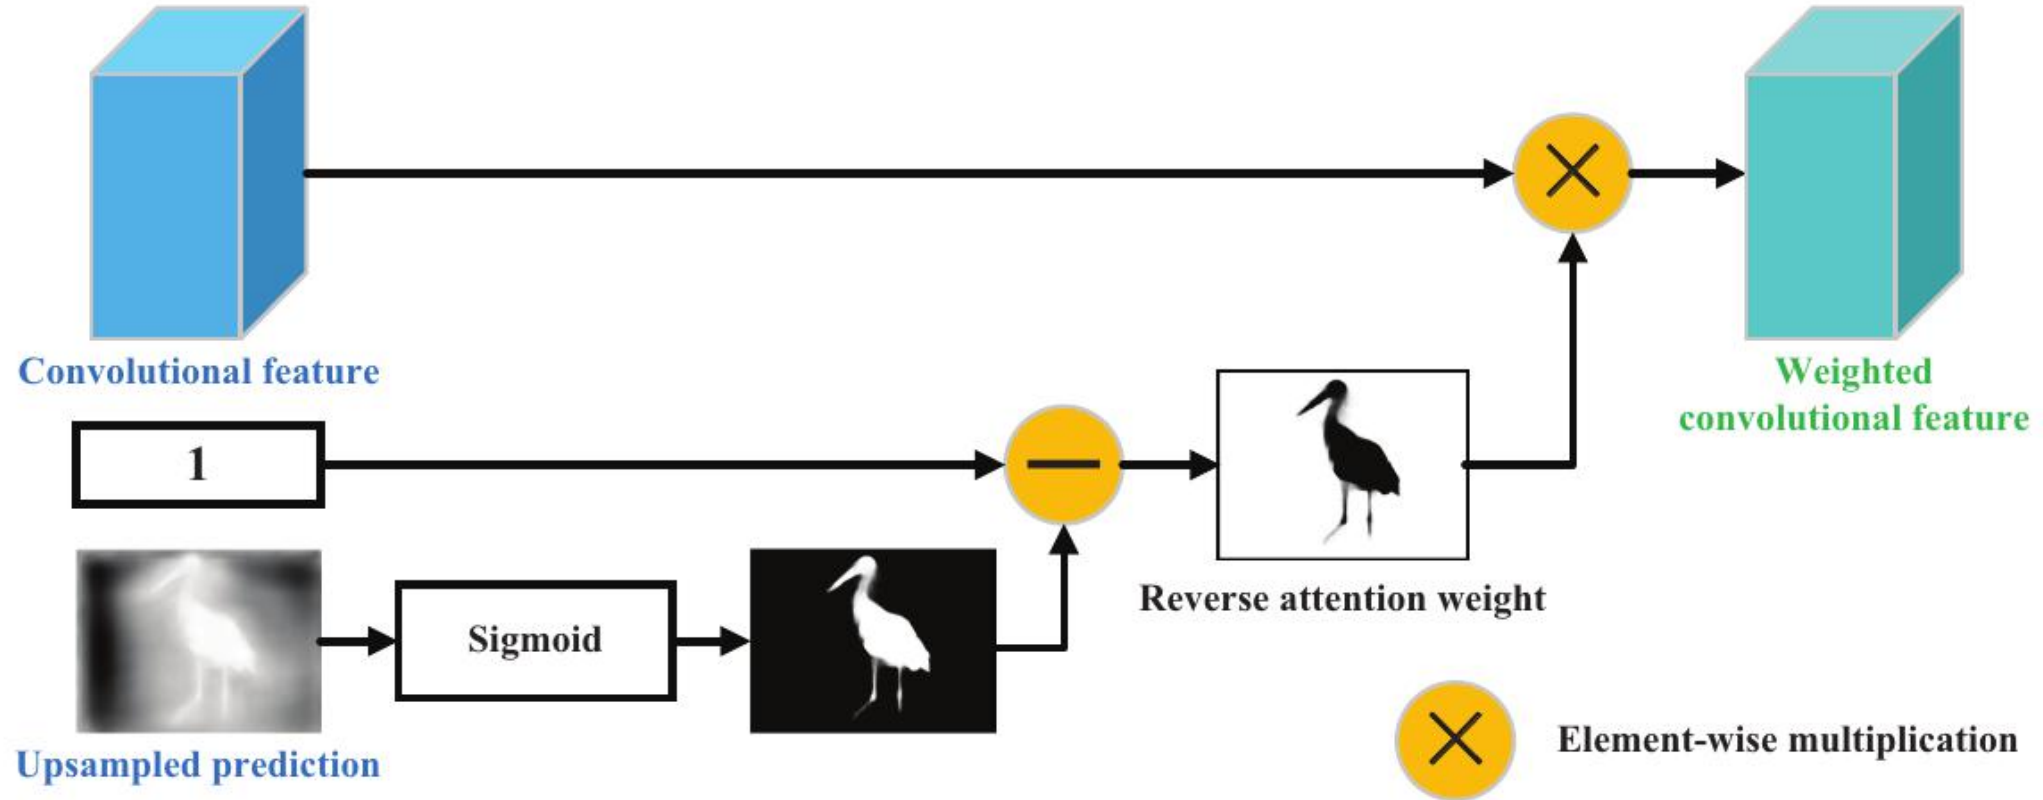 Convolutional feature
Weighted
convolutional feature
1
Reverse attention weight
Sigmoid
Upsampled prediction
Element-wise multiplication